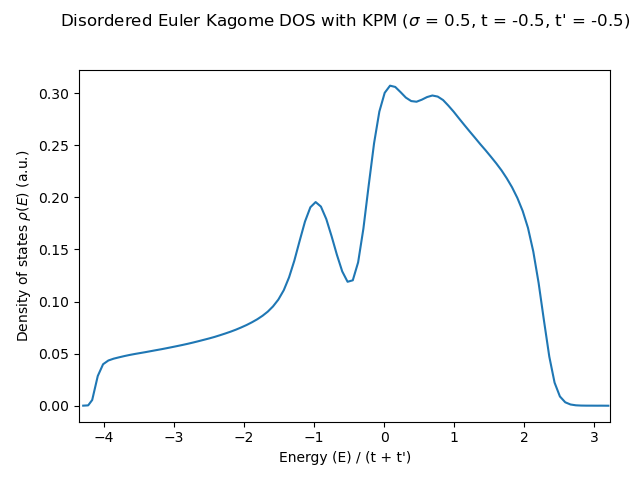 Disordered Euler Kagome DOS with KPM (σ = 0.5, t = -0.5, t' = -0.5)
Density of states ρ(E) (a.u.)
0.30
0.25
0.20
0.15
0.10
0.05
0.00
−4 −3 −2 −1 0 1 2 3
Energy (E) / (t + t')